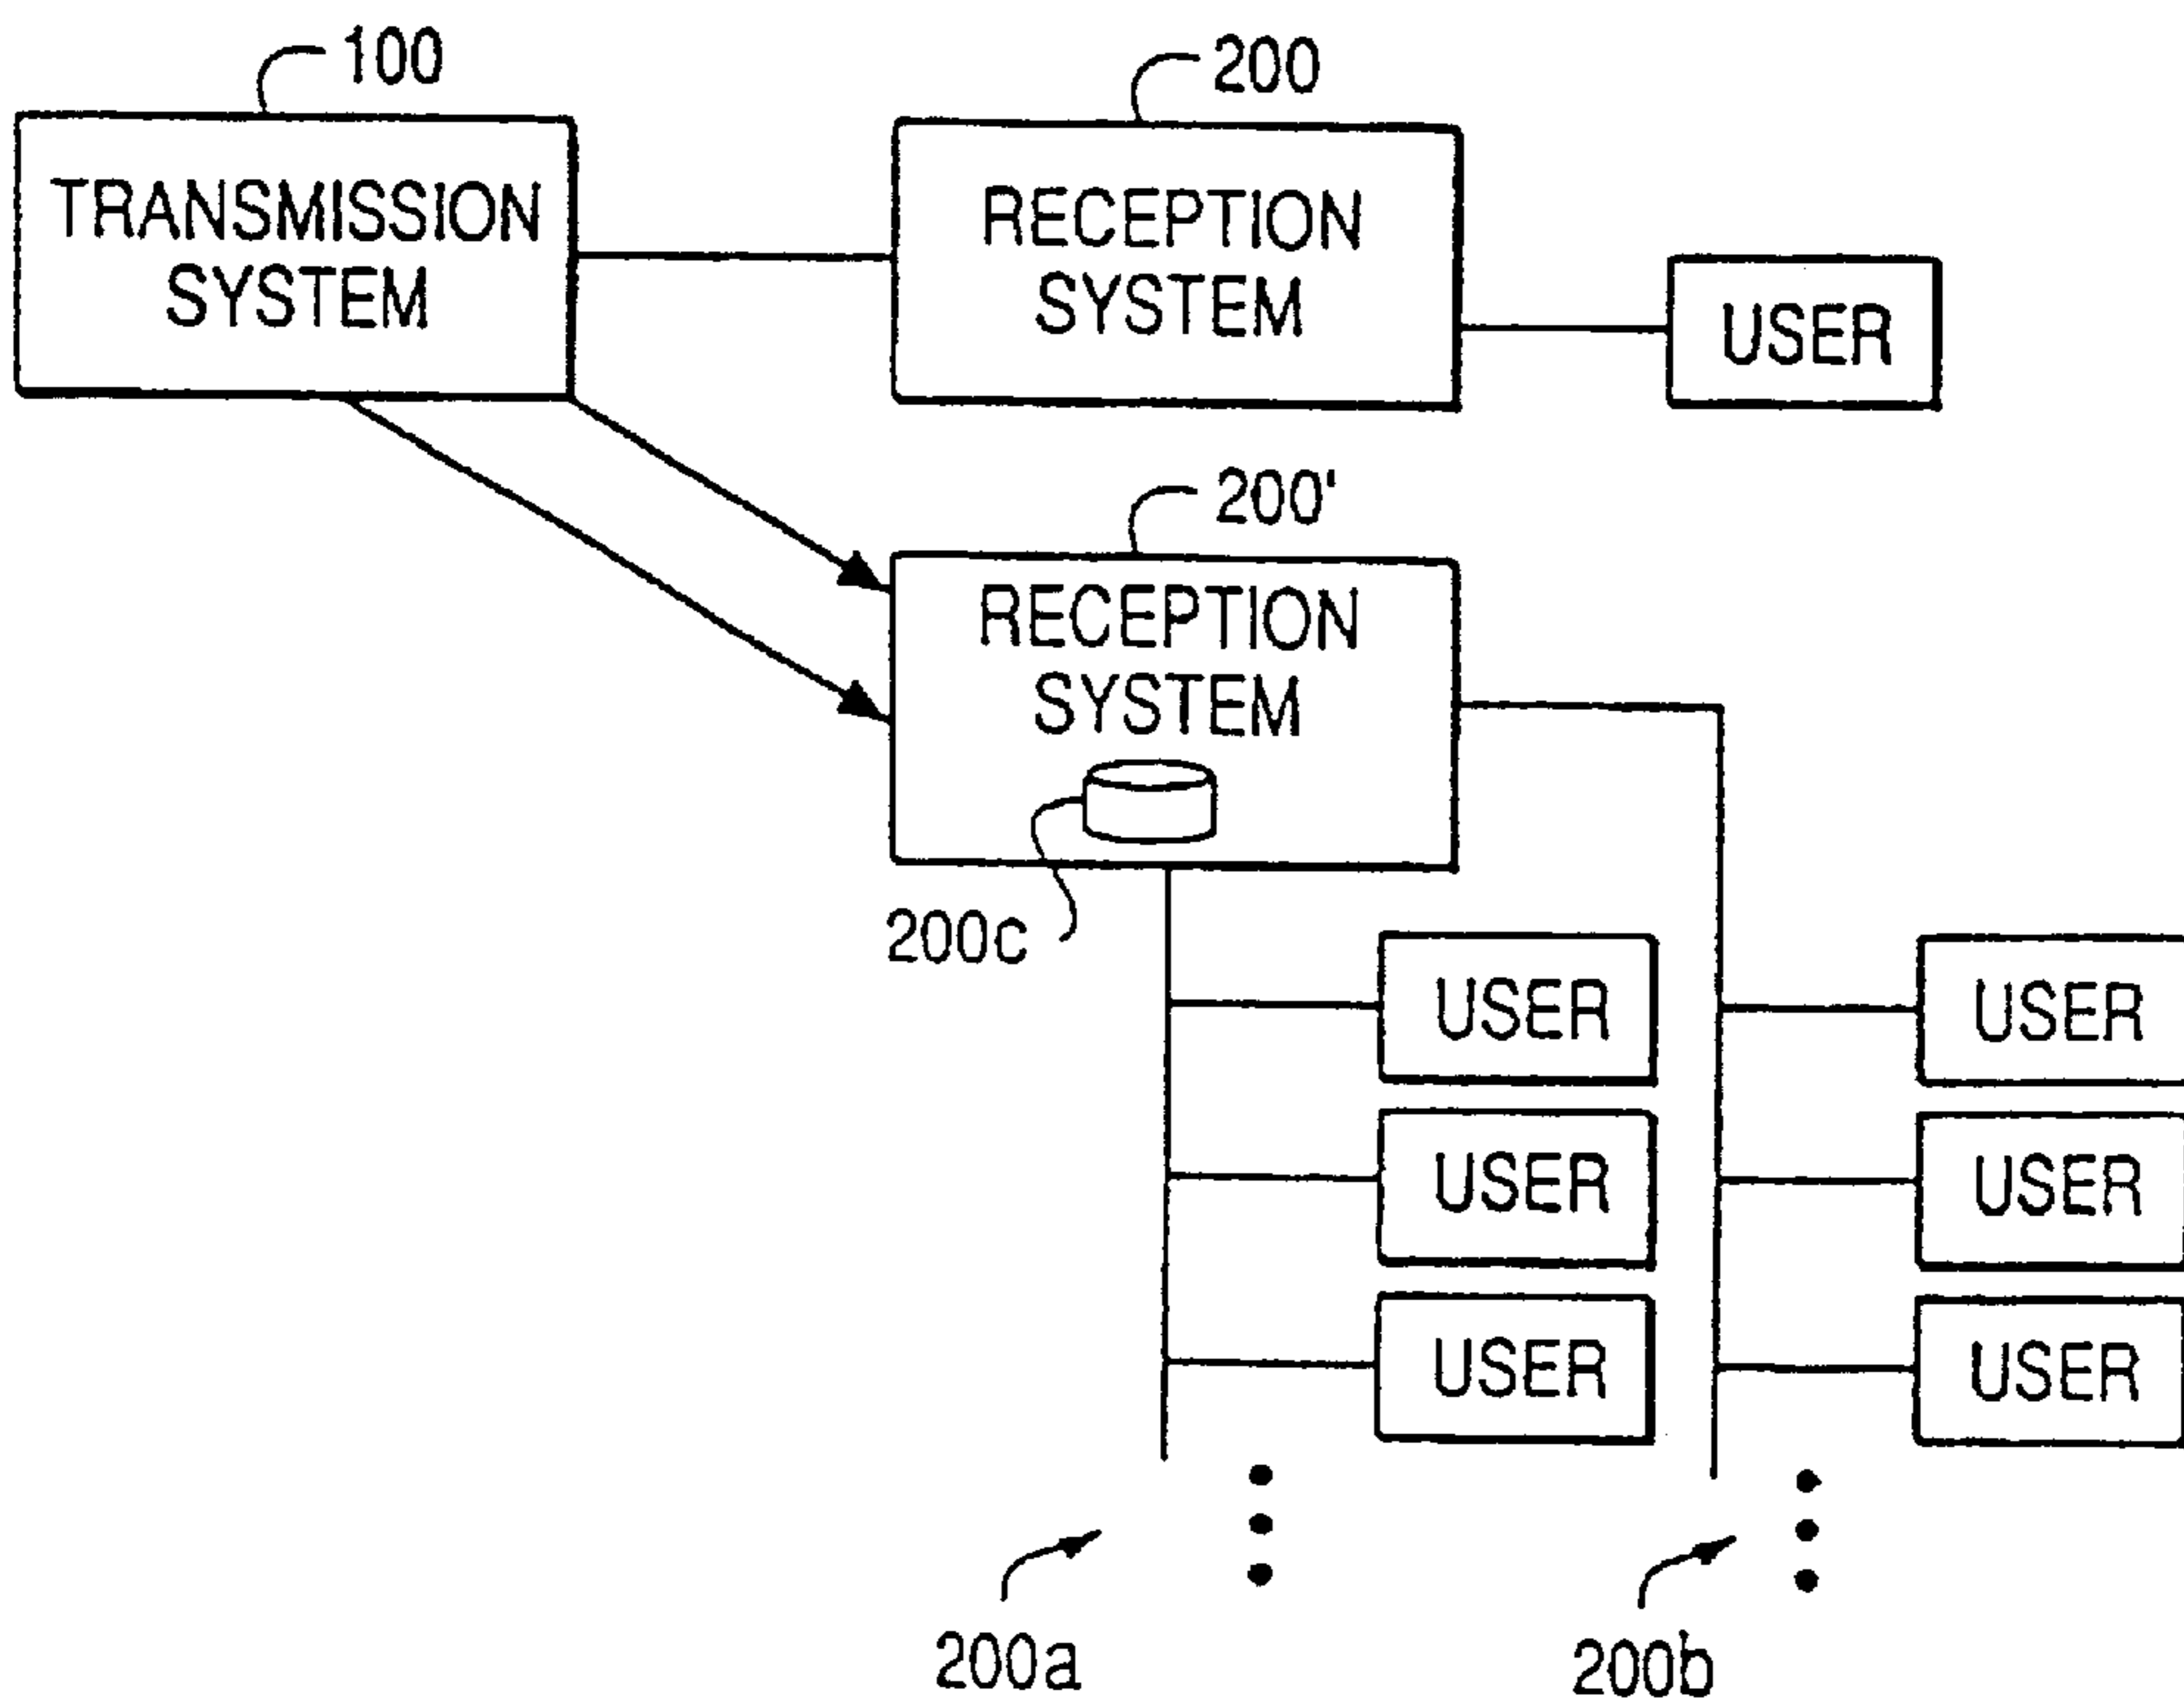 100
200
TRANSMISSION
SYSTEM
RECEPTION
SYSTEM
USER
200'
RECEPTION
SYSTEM
200c
USER
USER
USER
USER
USER
USER
200a
200b